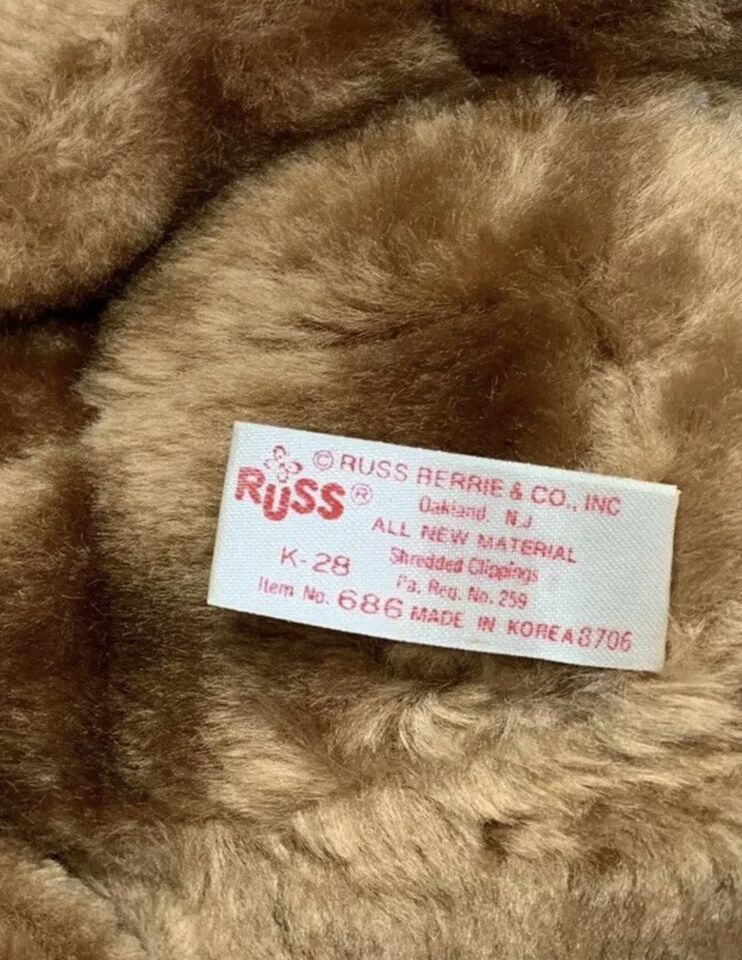 RUSS®
© RUSS BERRIE & CO., INC
Oakland, N.J
ALL NEW MATERIAL
K-28
Shredded Clippings
Pa. Reg. No. 259
Item No. 686 MADE IN KOREA 8706